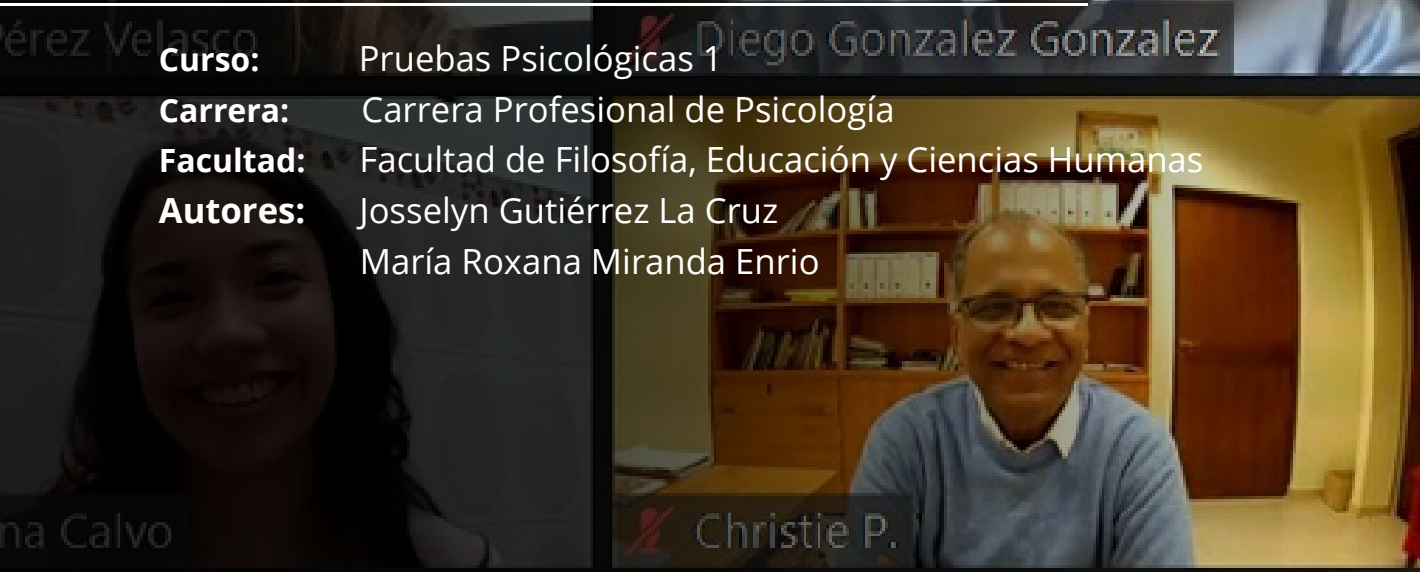 Pérez Velasco
Diego Gonzalez Gonzalez
Curso: Pruebas Psicológicas 1
Carrera: Carrera Profesional de Psicología
Facultad: Facultad de Filosofía, Educación y Ciencias Humanas
Autores: Josselyn Gutiérrez La Cruz
María Roxana Miranda Enrio
na Calvo
Christie P.